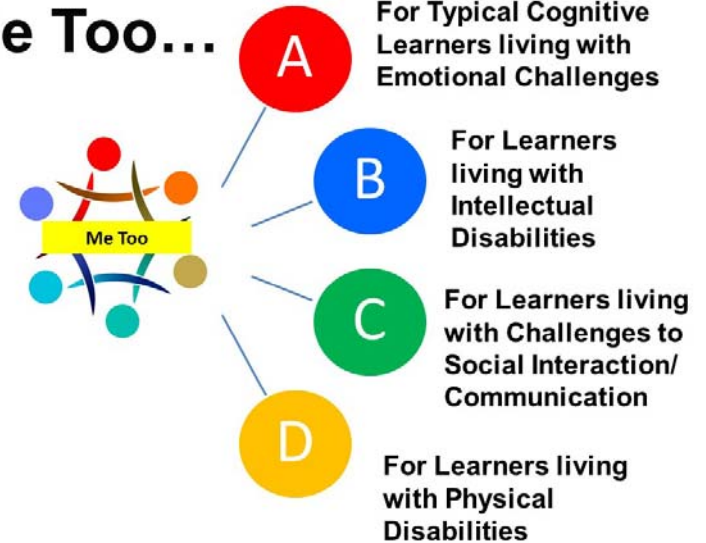 e Too...
A
For Typical Cognitive
Learners living with
Emotional Challenges
B
For Learners
living with
Intellectual
Disabilities
Me Too
C
For Learners living
with Challenges to
Social Interaction/
Communication
D
For Learners living
with Physical
Disabilities